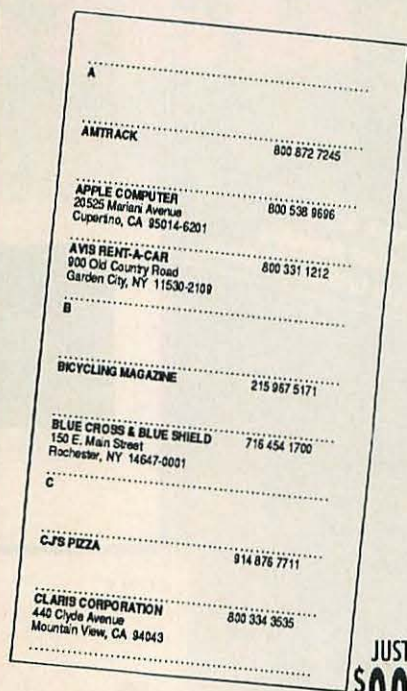 A
AMTRACK 800 872 7245
APPLE COMPUTER 800 538 9696
20525 Mariani Avenue
Cupertino, CA 95014-6201
AVIS RENT-A-CAR 800 331 1212
900 Old Country Road
Garden City, NY 11530-2109
B
BICYCLING MAGAZINE 215 967 5171
BLUE CROSS & BLUE SHIELD 716 454 1700
150 E. Main Street
Rochester, NY 14647-0001
C
CJ'S PIZZA 914 876 7711
CLARIS CORPORATION 800 334 3535
440 Clyde Avenue
Mountain View, CA 94043
JUST